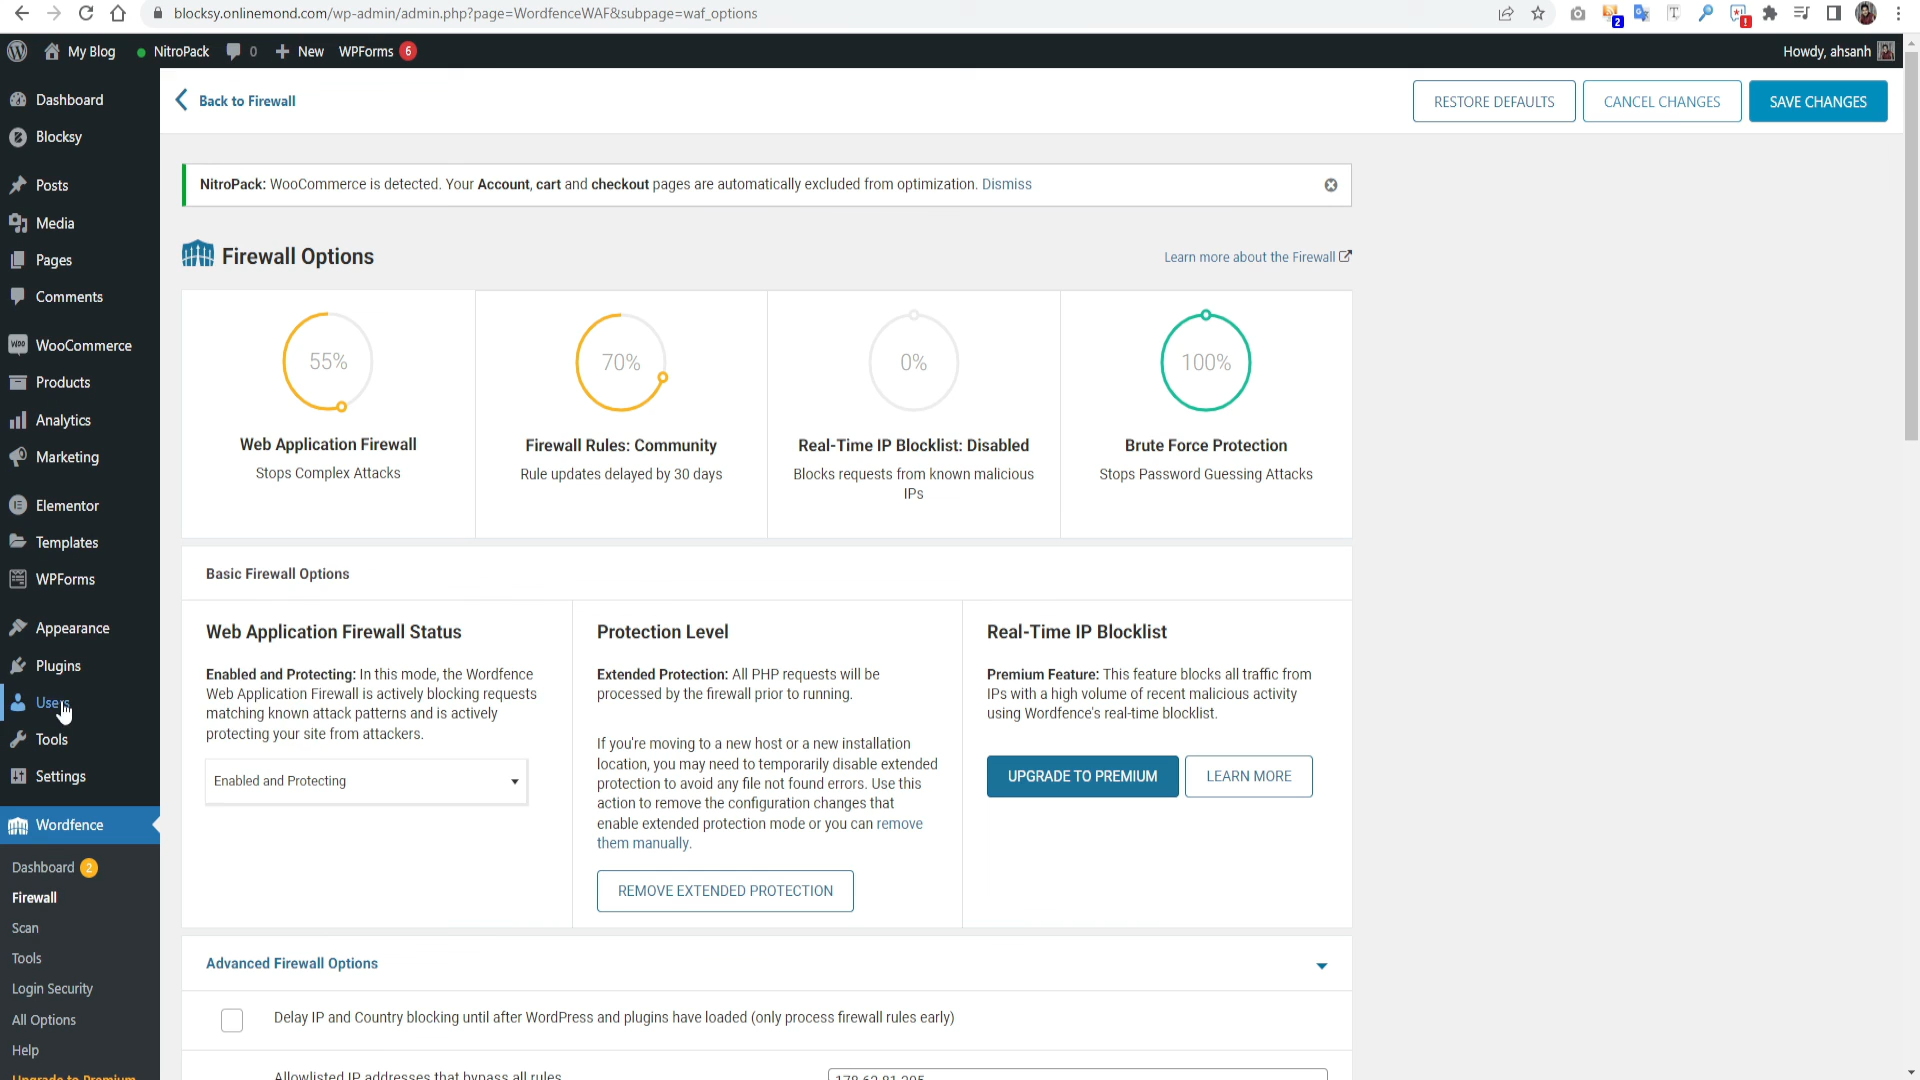 blocksy.onlinemond.com/wp-admin/admin.php?page=WordfenceWAF&subpage=waf_options
2
My Blog
NitroPack
0
New
WPForms 6
Howdy, ahsanh
Dashboard
Blocksy
Posts
Media
Pages
Comments
WooCommerce
Products
Analytics
Marketing
Elementor
Templates
WPForms
Appearance
Plugins
Users
Tools
Settings
Wordfence
Dashboard 2
Firewall
Scan
Tools
Login Security
All Options
Help
Upgrade to Premium
Back to Firewall
RESTORE DEFAULTS
CANCEL CHANGES
SAVE CHANGES
NitroPack: WooCommerce is detected. Your Account, cart and checkout pages are automatically excluded from optimization. Dismiss
Firewall Options
Learn more about the Firewall
55%
Web Application Firewall
Stops Complex Attacks
70%
Firewall Rules: Community
Rule updates delayed by 30 days
0%
Real-Time IP Blocklist: Disabled
Blocks requests from known malicious
IPs
100%
Brute Force Protection
Stops Password Guessing Attacks
Basic Firewall Options
Web Application Firewall Status
Enabled and Protecting: In this mode, the Wordfence
Web Application Firewall is actively blocking requests
matching known attack patterns and is actively
protecting your site from attackers.
Enabled and Protecting
Protection Level
Extended Protection: All PHP requests will be
processed by the firewall prior to running.
If you're moving to a new host or a new installation
location, you may need to temporarily disable extended
protection to avoid any file not found errors. Use this
action to remove the configuration changes that
enable extended protection mode or you can remove
them manually.
REMOVE EXTENDED PROTECTION
Real-Time IP Blocklist
Premium Feature: This feature blocks all traffic from
IPs with a high volume of recent malicious activity
using Wordfence's real-time blocklist.
UPGRADE TO PREMIUM
LEARN MORE
Advanced Firewall Options
Delay IP and Country blocking until after WordPress and plugins have loaded (only process firewall rules early)
Allowlisted IP addresses that bypass all rules